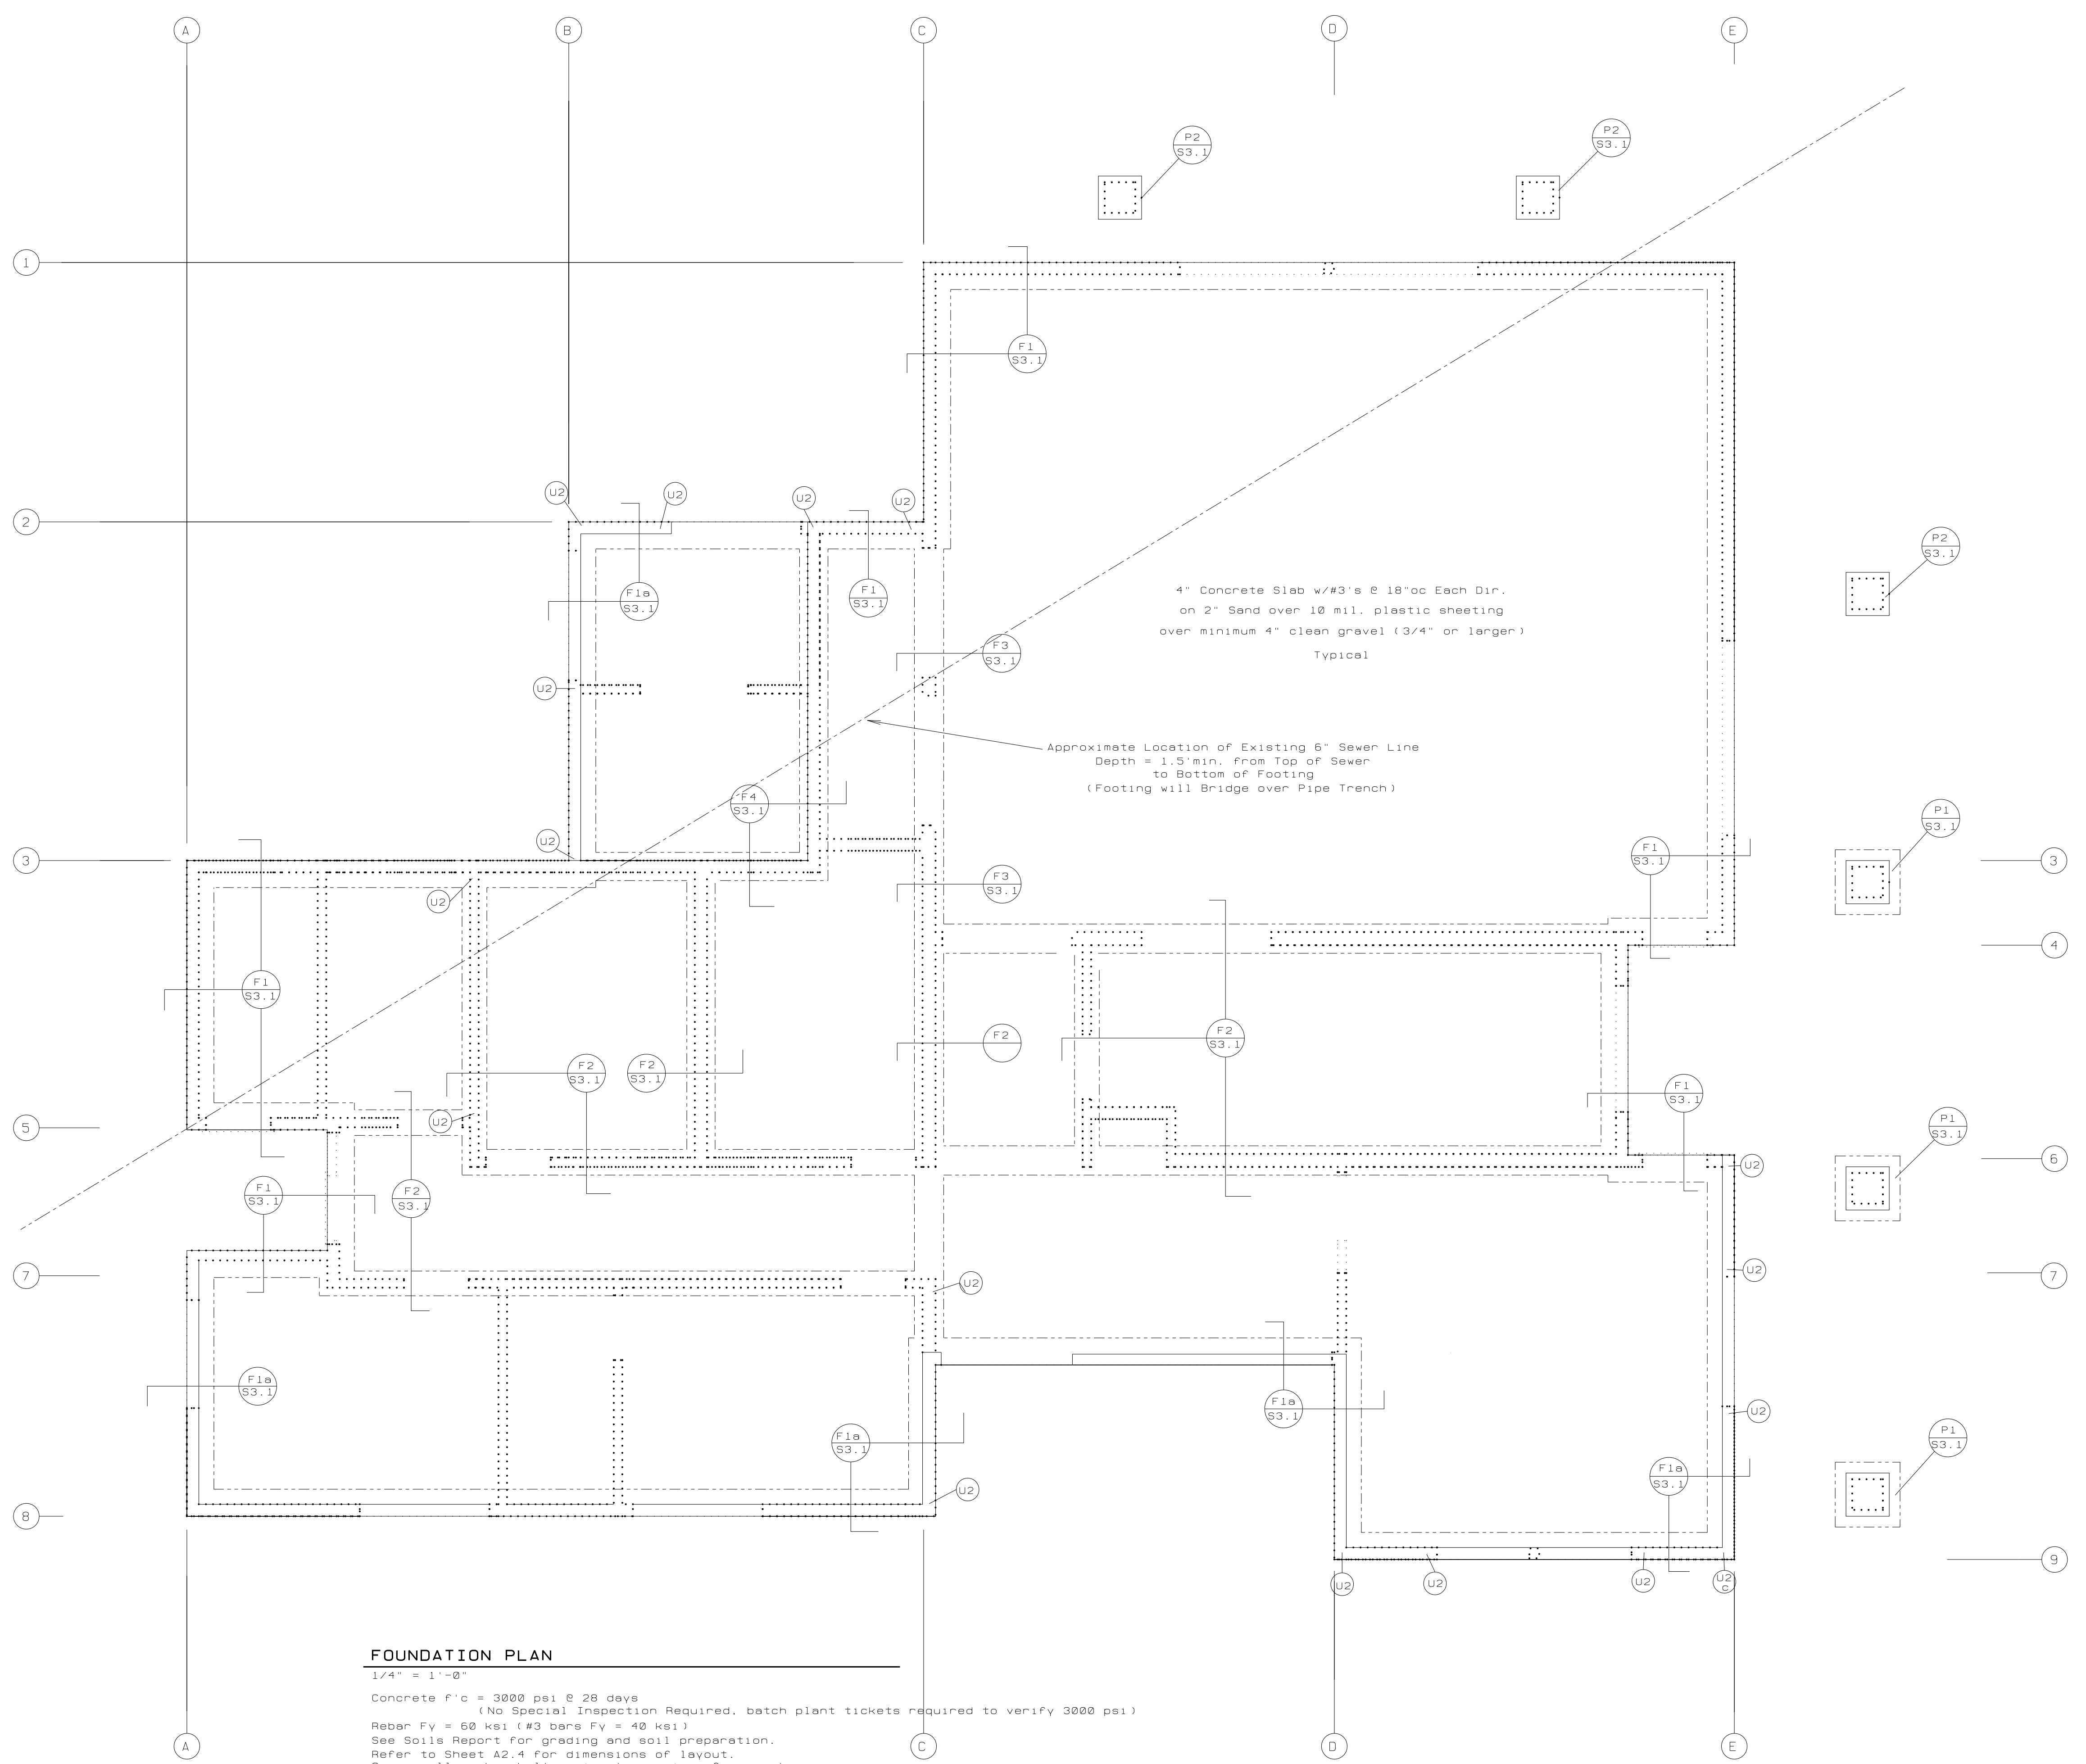 A
B
C
D
E
P2
S3.1
P2
S3.1
1
F1
S3.1
U2
U2
U2
U2
2
F1a
S3.1
F1
S3.1
P2
S3.1
4" Concrete Slab w/#3's @ 18"oc Each Dir.
on 2" Sand over 10 mil. plastic sheeting
over minimum 4" clean gravel (3/4" or larger)
Typical
F3
S3.1
U2
Approximate Location of Existing 6" Sewer Line
Depth = 1.5'min. from Top of Sewer
to Bottom of Footing
(Footing will Bridge over Pipe Trench)
F4
S3.1
P1
S3.1
U2
F1
S3.1
3
3
F3
S3.1
U2
4
F1
S3.1
F2
S3.1
F2
F2
S3.1
F2
S3.1
F1
S3.1
U2
5
P1
S3.1
6
U2
F1
S3.1
F2
S3.1
U2
7
U2
7
F1a
S3.1
F1a
S3.1
U2
F1a
S3.1
P1
S3.1
F1a
S3.1
U2
8
9
U2
U2
U2
U2
C
FOUNDATION PLAN
1/4" = 1'-0"
Concrete f'c = 3000 psi @ 28 days
(No Special Inspection Required, batch plant tickets required to verify 3000 psi)
Rebar Fy = 60 ksi (#3 bars Fy = 40 ksi)
See Soils Report for grading and soil preparation.
Refer to Sheet A2.4 for dimensions of layout.
A
C
D
E